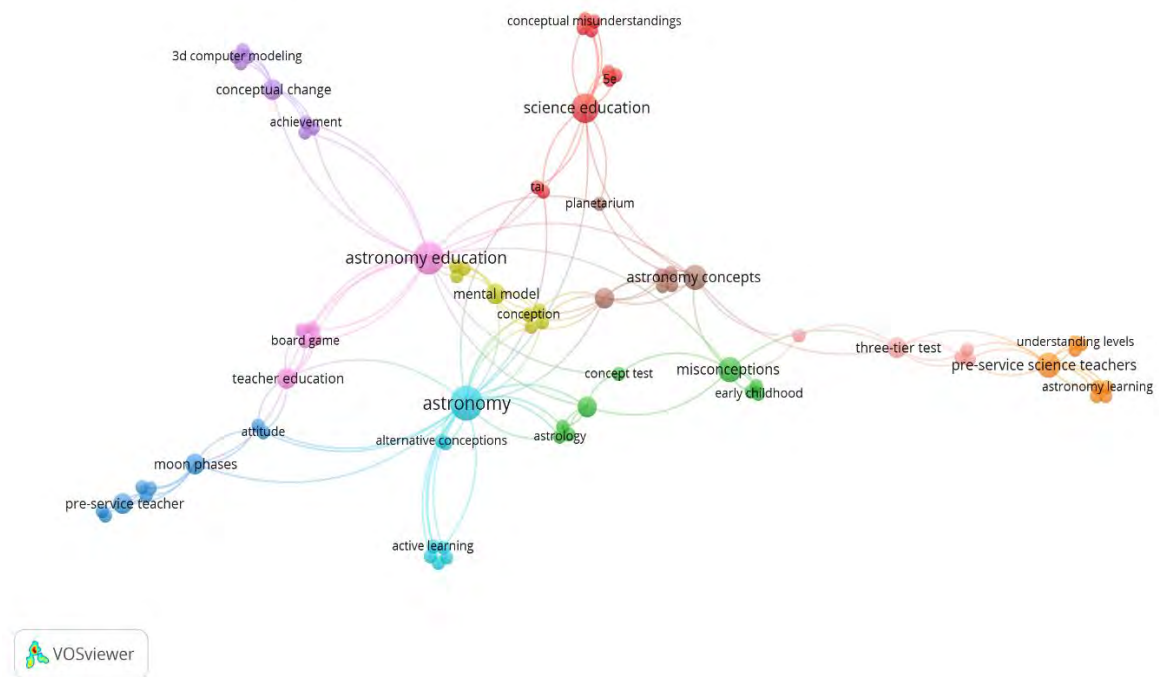 conceptual misunderstandings
3d computer modeling
5e
conceptual change
science education
achievement
tai
planetarium
astronomy education
astronomy concepts
mental model
conception
understanding levels
three-tier test
pre-service science teachers
board game
concept test
misconceptions
teacher education
astronomy learning
early childhood
astronomy
attitude
alternative conceptions
astrology
moon phases
pre-service teacher
active learning
VOSviewer